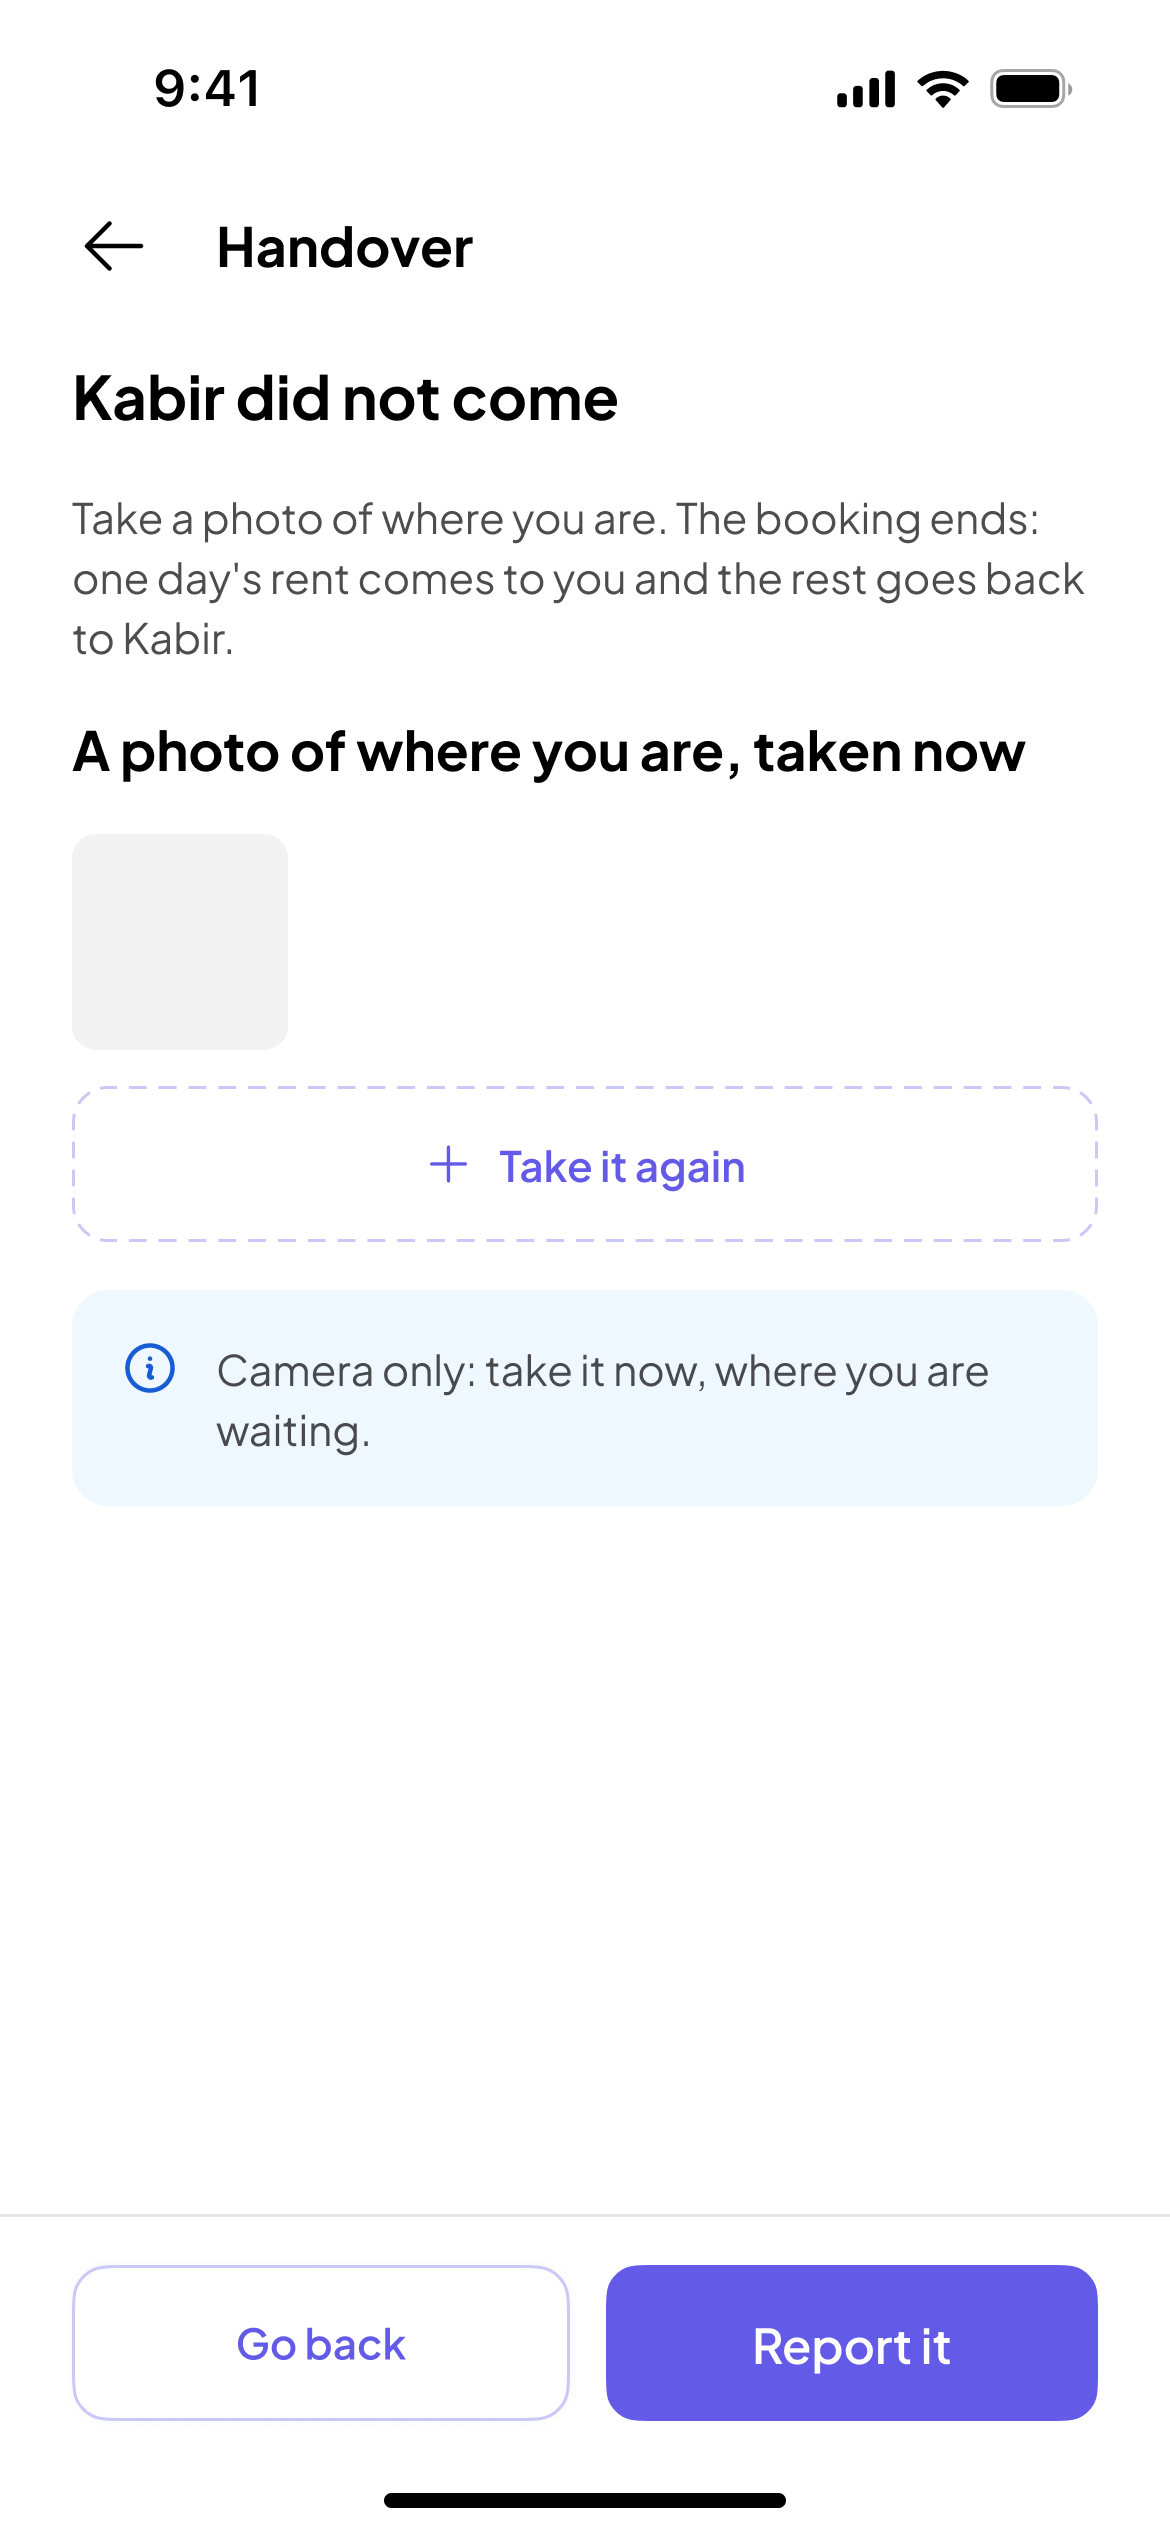 9:41
Handover
Kabir did not come
Take a photo of where you are. The booking ends:
one day's rent comes to you and the rest goes back
to Kabir.
A photo of where you are, taken now
Take it again
Camera only: take it now, where you are
waiting.
Go back
Report it